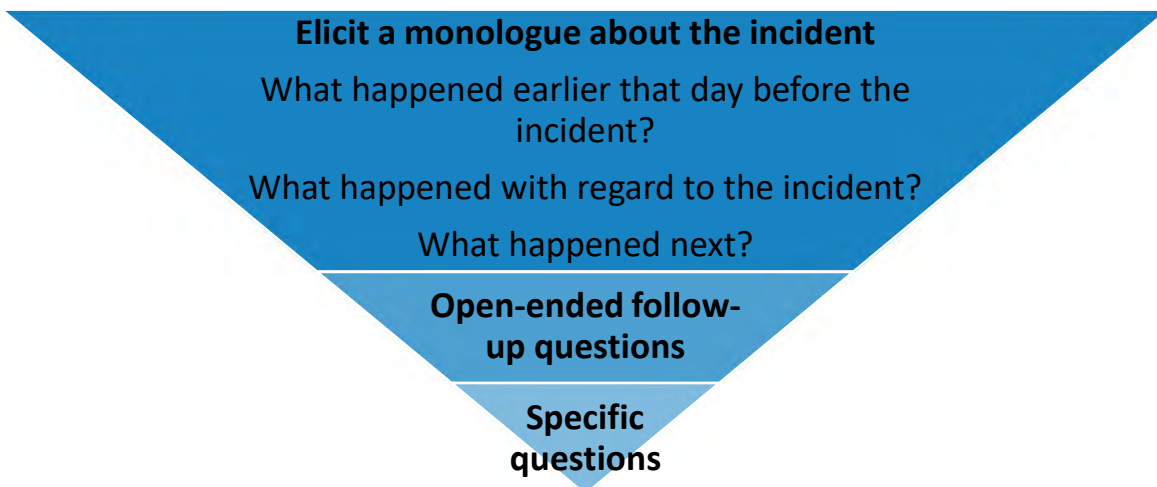 Elicit a monologue about the incident
What happened earlier that day before the
incident?
What happened with regard to the incident?
What happened next?
Open-ended follow-
up questions
Specific
questions